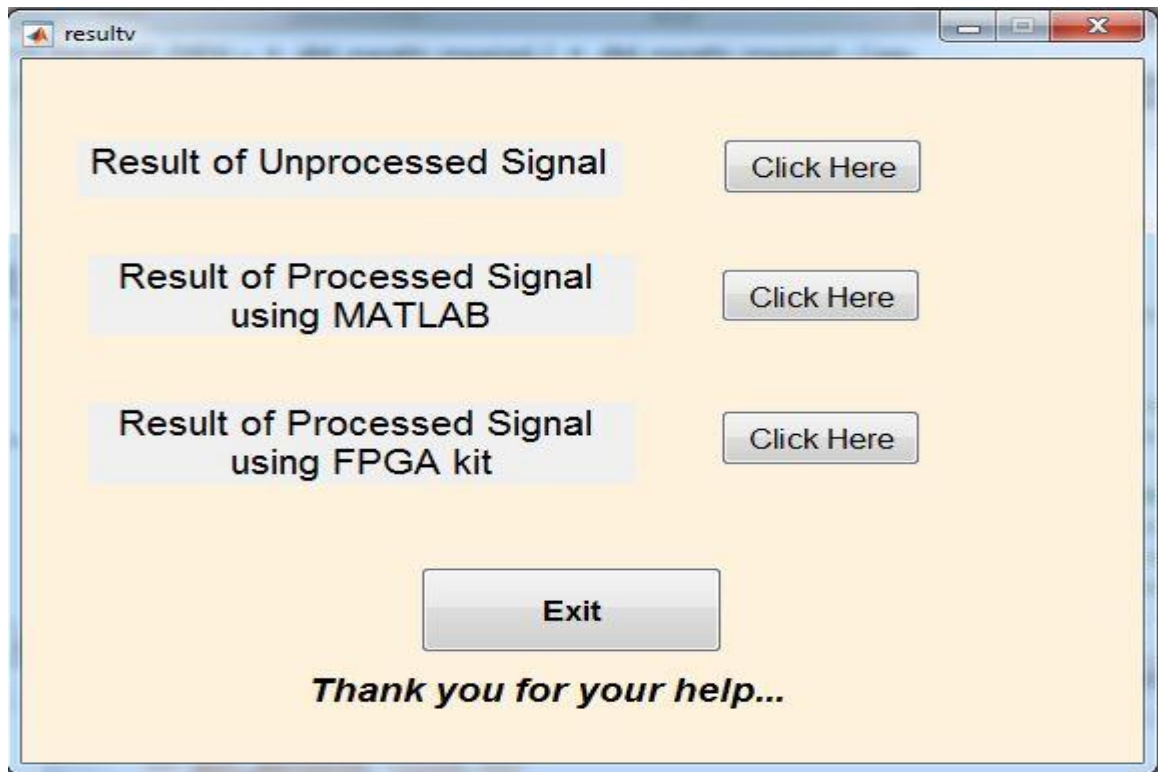 resultv
Result of Unprocessed Signal
Click Here
Result of Processed Signal
using MATLAB
Click Here
Result of Processed Signal
using FPGA kit
Click Here
Exit
Thank you for your help...